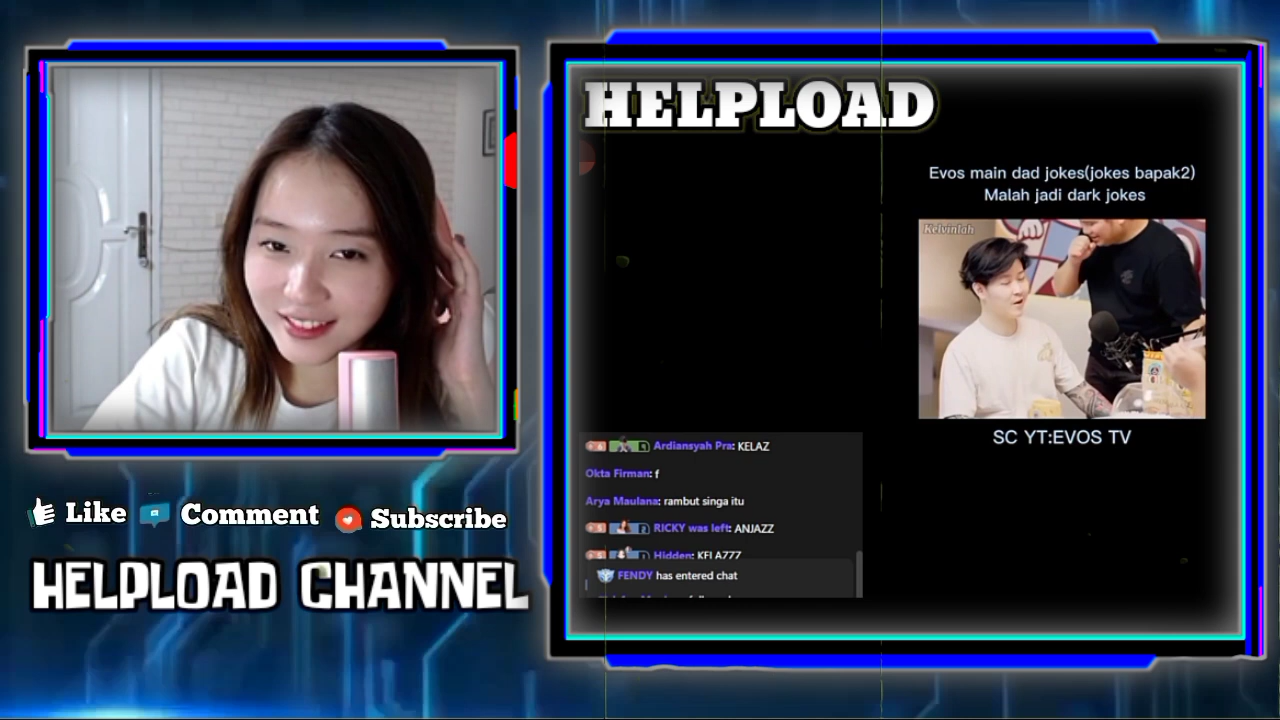 HELPLOAD
Evos main dad jokes(jokes bapak2)
Malah jadi dark jokes
Kelvinlah
SC YT:EVOS TV
Ardiansyah Pra: KELAZ
Okta Firman: f
Arya Maulana: rambut singa itu
RICKY was left: ANJAZZ
Hidden: KELAZZZ
FENDY has entered chat
Like Comment Subscribe
HELPLOAD CHANNEL